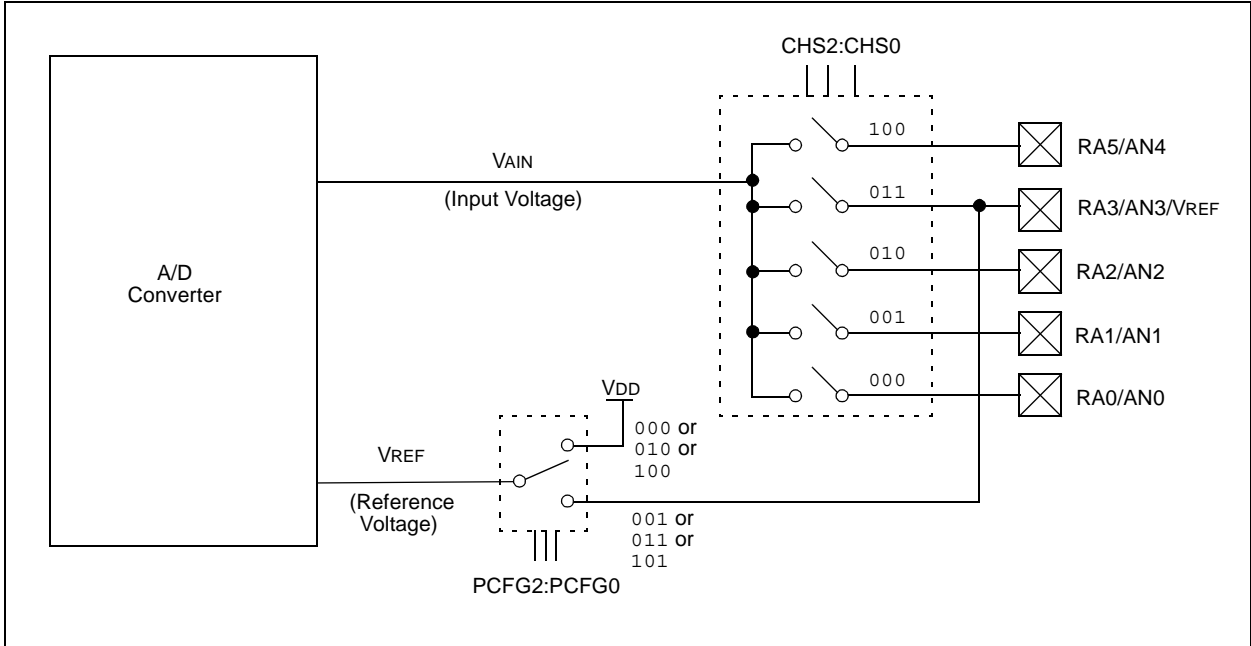 CHS2:CHS0
100
RA5/AN4
VAIN
(Input Voltage)
011
RA3/AN3/VREF
A/D
Converter
010
RA2/AN2
001
RA1/AN1
000
RA0/AN0
VDD
000 or
010 or
100
VREF
(Reference
Voltage)
001 or
011 or
101
PCFG2:PCFG0